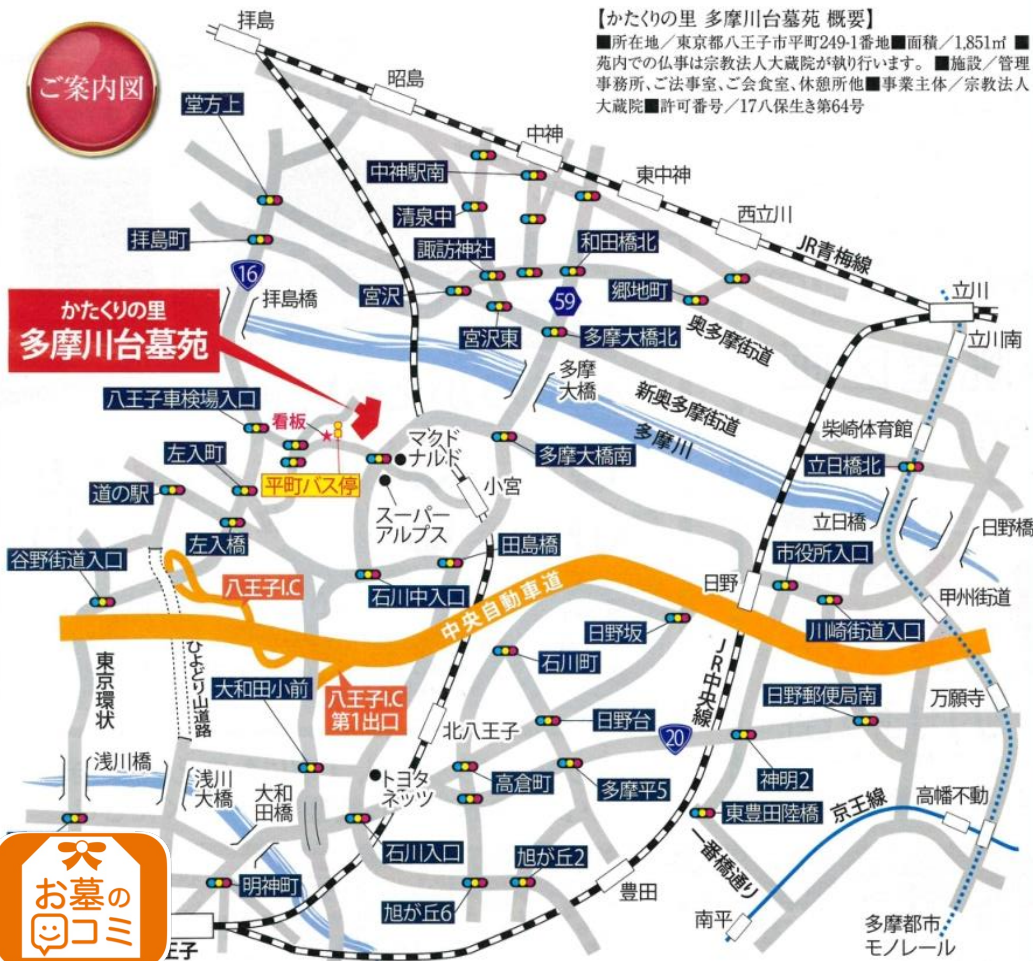 【かたくりの里 多摩川台墓苑 概要】
■所在地／東京都八王子市平町249-1番地■面積／1,851㎡ ■
苑内での仏事は宗教法人大蔵院が執り行います。 ■施設／管理
事務所、ご法事室、ご会食室、休憩所他■事業主体／宗教法人
大蔵院■許可番号／17八保生き第64号
ご案内図
拝島
昭島
中神
東中神
西立川
JR青梅線
立川
立川南
堂方上
中神駅南
清泉中
拝島町
諏訪神社
和田橋北
16
拝島橋
宮沢
59
郷地町
宮沢東
多摩大橋北
奥多摩街道
かたくりの里
多摩川台墓苑
多摩
大橋
新奥多摩街道
多摩川
柴崎体育館
八王子車検場入口
看板
マクド
ナルド
多摩大橋南
立日橋北
左入町
平町バス停
小宮
道の駅
スーパー
アルプス
立日橋
日野橋
左入橋
田島橋
市役所入口
谷野街道入口
八王子I.C
石川中入口
中央自動車道
日野
甲州街道
川崎街道入口
日野坂
石川町
東京環状
ひよどり山道路
大和田小前
八王子I.C
第1出口
JR中央線
日野郵便局南
万願寺
北八王子
日野台
20
浅川橋
浅川
大橋
大和
田橋
トヨタ
ネッツ
高倉町
多摩平5
神明2
高幡不動
京王線
東豊田陸橋
石川入口
旭が丘2
一番橋通り
明神町
旭が丘6
豊田
南平
多摩都市
モノレール
お墓の
口コミ
王子